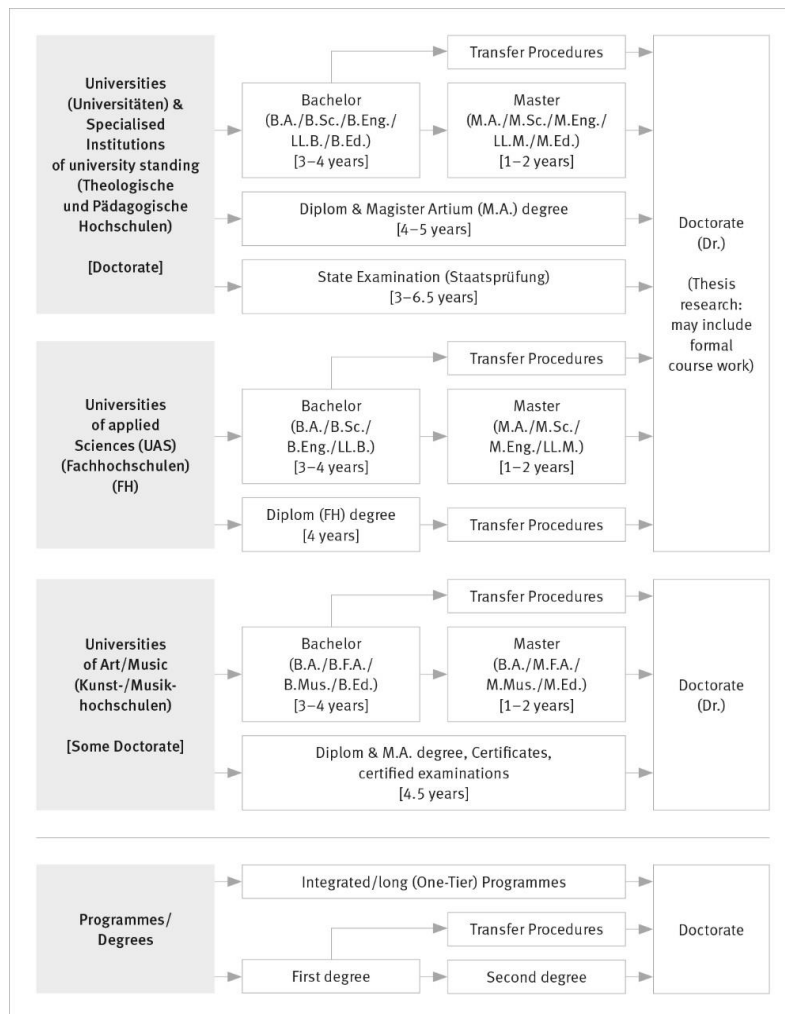 Universities
(Universitäten) &
Specialised
Institutions
of university standing
(Theologische
und Pädagogische
Hochschulen)
[Doctorate]
Transfer Procedures
Bachelor
(B.A./B.Sc./B.Eng./
LL.B./B.Ed.)
[3–4 years]
Master
(M.A./M.Sc./M.Eng./
LL.M./M.Ed.)
[1–2 years]
Diplom & Magister Artium (M.A.) degree
[4–5 years]
State Examination (Staatsprüfung)
[3–6.5 years]
Doctorate
(Dr.)
(Thesis
research:
may include
formal
course work)
Universities
of applied
Sciences (UAS)
(Fachhochschulen)
(FH)
Transfer Procedures
Bachelor
(B.A./B.Sc./
B.Eng./LL.B.)
[3–4 years]
Master
(M.A./M.Sc./
M.Eng./LL.M.)
[1–2 years]
Diplom (FH) degree
[4 years]
Transfer Procedures
Universities
of Art/Music
(Kunst-/Musik-
hochschulen)
[Some Doctorate]
Transfer Procedures
Bachelor
(B.A./B.F.A./
B.Mus./B.Ed.)
[3–4 years]
Master
(B.A./M.F.A./
M.Mus./M.Ed.)
[1–2 years]
Diplom & M.A. degree, Certificates,
certified examinations
[4.5 years]
Doctorate
(Dr.)
Programmes/
Degrees
Integrated/long (One-Tier) Programmes
Transfer Procedures
First degree
Second degree
Doctorate